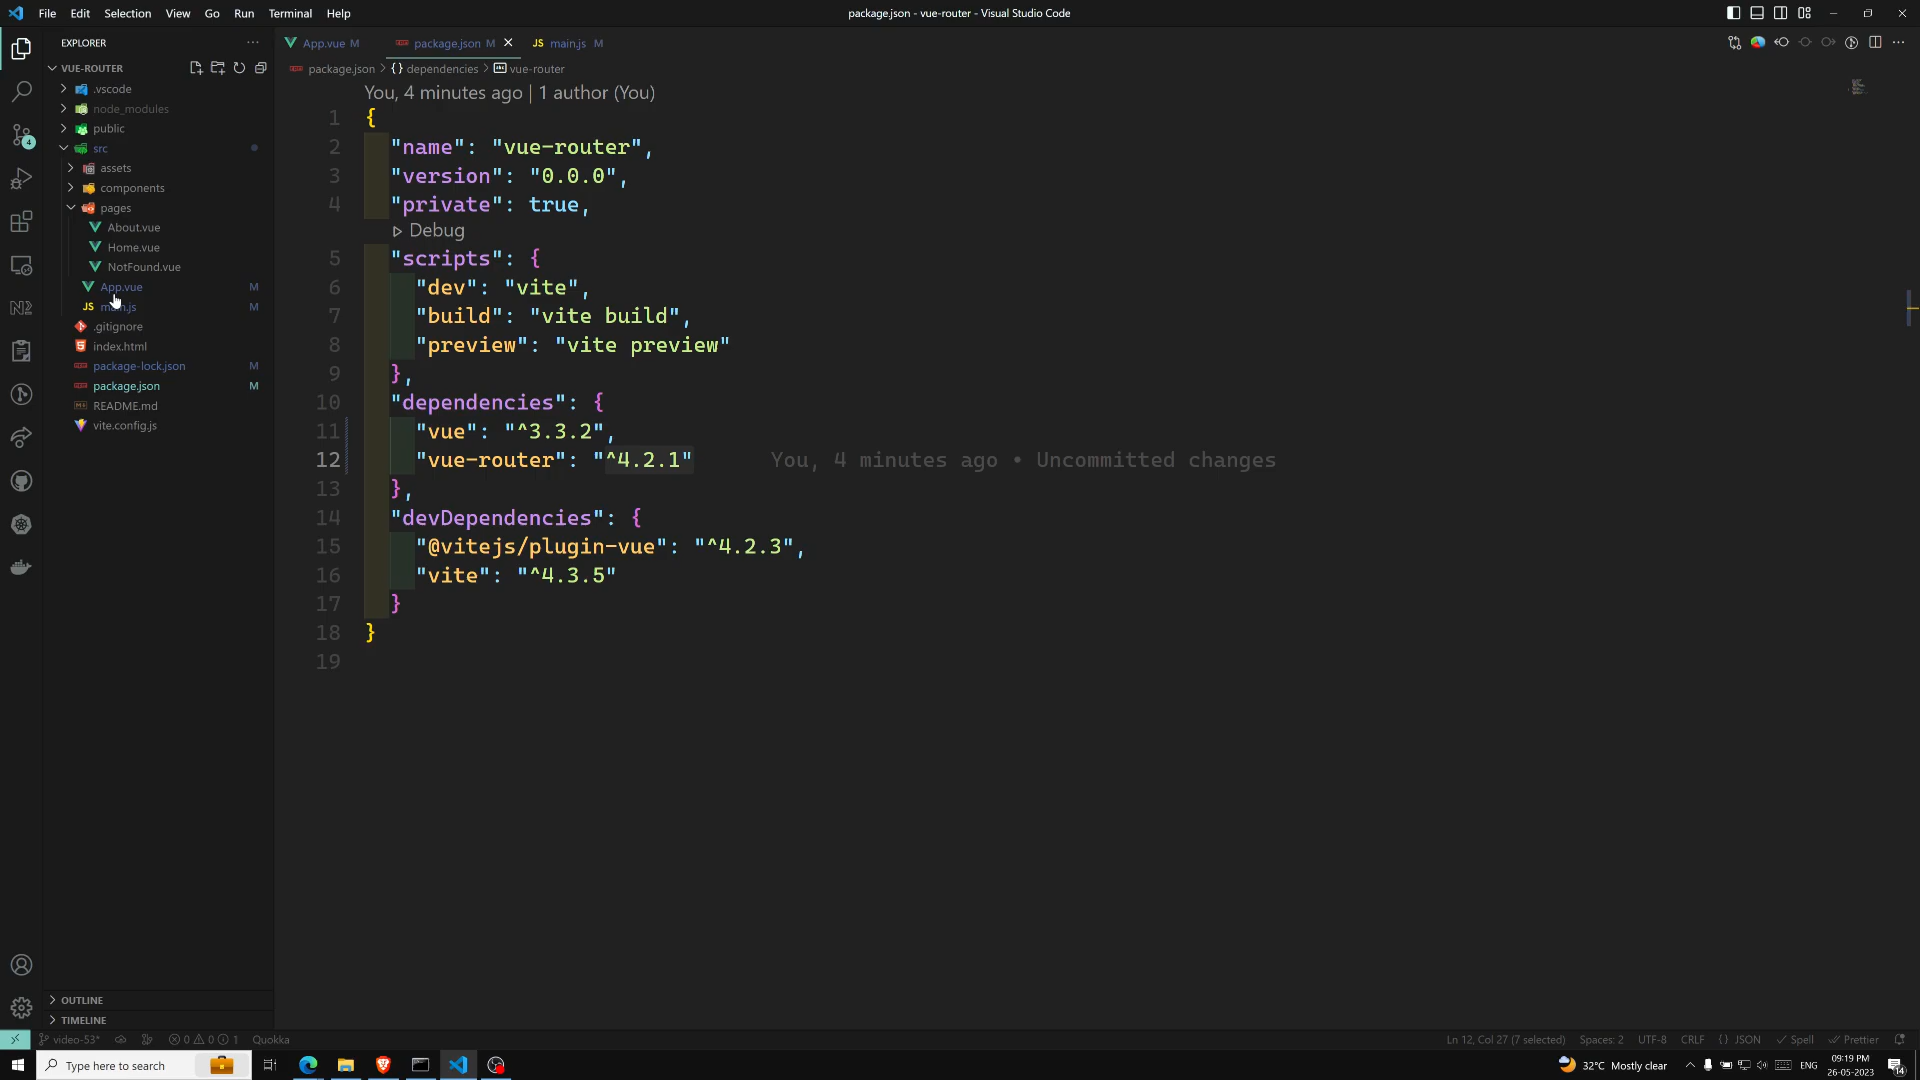 File Edit Selection View Go Run Terminal Help
package.json - vue-router - Visual Studio Code
EXPLORER
VUE-ROUTER
.vscode
node_modules
public
src
assets
components
pages
About.vue
Home.vue
NotFound.vue
App.vue M
main.js M
.gitignore
index.html
package-lock.json M
package.json M
README.md
vite.config.js
OUTLINE
TIMELINE
App.vue M package.json M JS main.js M
package.json > {} dependencies > vue-router
You, 4 minutes ago | 1 author (You)
1 {
2 "name": "vue-router",
3 "version": "0.0.0",
4 "private": true,
Debug
5 "scripts": {
6 "dev": "vite",
7 "build": "vite build",
8 "preview": "vite preview"
9 },
10 "dependencies": {
11 "vue": "^3.3.2",
12 "vue-router": "^4.2.1" You, 4 minutes ago • Uncommitted changes
13 },
14 "devDependencies": {
15 "@vitejs/plugin-vue": "^4.2.3",
16 "vite": "^4.3.5"
17 }
18 }
19
video-53* 0 0 1 Quokka
Ln 12, Col 27 (7 selected) Spaces: 2 UTF-8 CRLF {} JSON Spell Prettier
Type here to search
32°C Mostly clear ENG 09:19 PM
26-05-2023 14